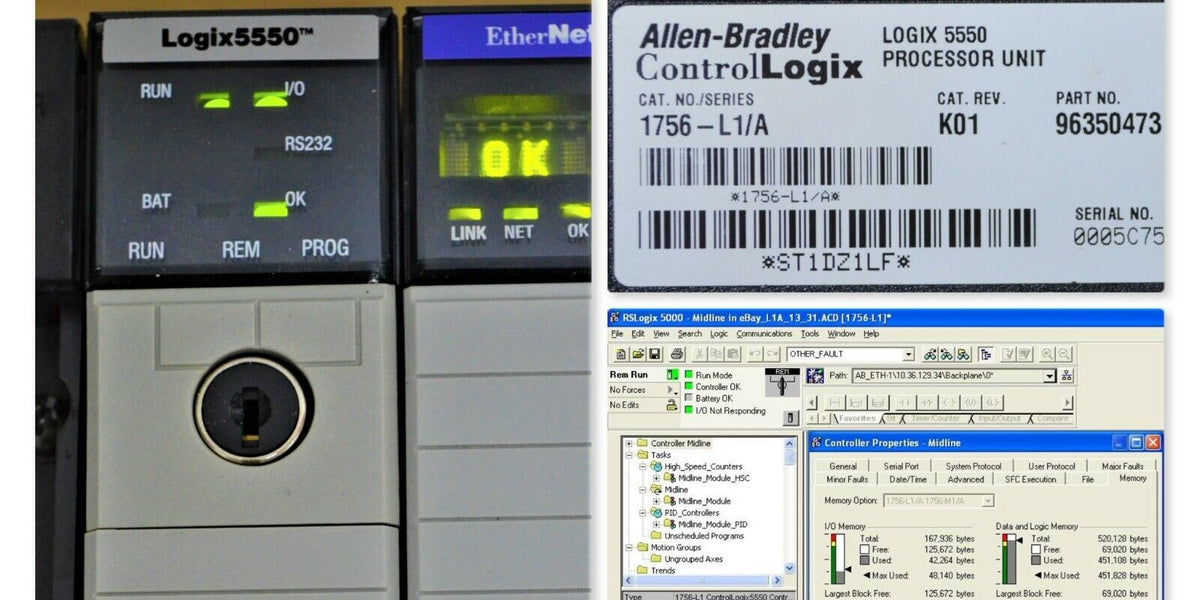 Logix5550™
RUN
I/O
RS232
BAT
OK
RUN REM PROG
EtherNet
OK
LINK NET OK
Allen-Bradley
ControlLogix
LOGIX 5550
PROCESSOR UNIT
CAT. NO./SERIES
CAT. REV.
PART NO.
1756-L1/A
K01
96350473
*1756-L1/A*
SERIAL NO.
0005C75
*ST1DZ1LF*
RSLogix 5000 - Midline in eBay_L1A_13_31.ACD [1756-L1]*
File Edit View Search Logic Communications Tools Window Help
OTHER_FAULT
Rem Run
No Forces
No Edits
Run Mode
Controller OK
Battery OK
I/O Not Responding
REM
Path: AB_ETH-1\10.36.129.34\Backplane\0*
Favorites Bit Timer/Counter Input/Output Compare
Controller Midline
Tasks
High_Speed_Counters
Midline_Module_HSC
Midline
Midline_Module
PID_Controllers
Midline_Module_PID
Unscheduled Programs
Motion Groups
Ungrouped Axes
Trends
Type 1756-L1 ControlLogix5550 Contr...
Controller Properties - Midline
General Serial Port System Protocol User Protocol Major Faults
Minor Faults Date/Time Advanced SFC Execution File Memory
Memory Option: 1756-L1/A 1756-M1/A
I/O Memory
Total: 167,936 bytes
Free: 125,672 bytes
Used: 42,264 bytes
Max Used: 48,140 bytes
Largest Block Free: 125,672 bytes
Data and Logic Memory
Total: 520,128 bytes
Free: 69,020 bytes
Used: 451,108 bytes
Max Used: 451,828 bytes
Largest Block Free: 69,020 bytes